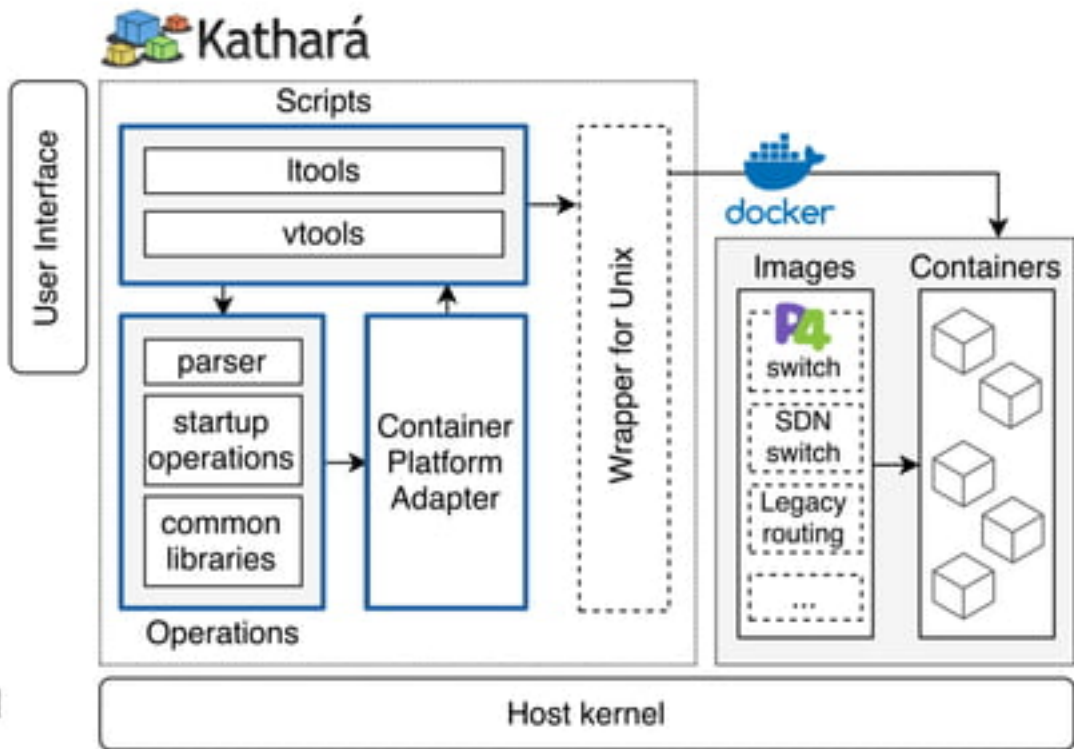 Kathará
User Interface
Scripts
ltools
vtools
parser
startup
operations
common
libraries
Operations
Container
Platform
Adapter
Wrapper for Unix
docker
Images
Containers
P4
switch
SDN
switch
Legacy
routing
...
Host kernel